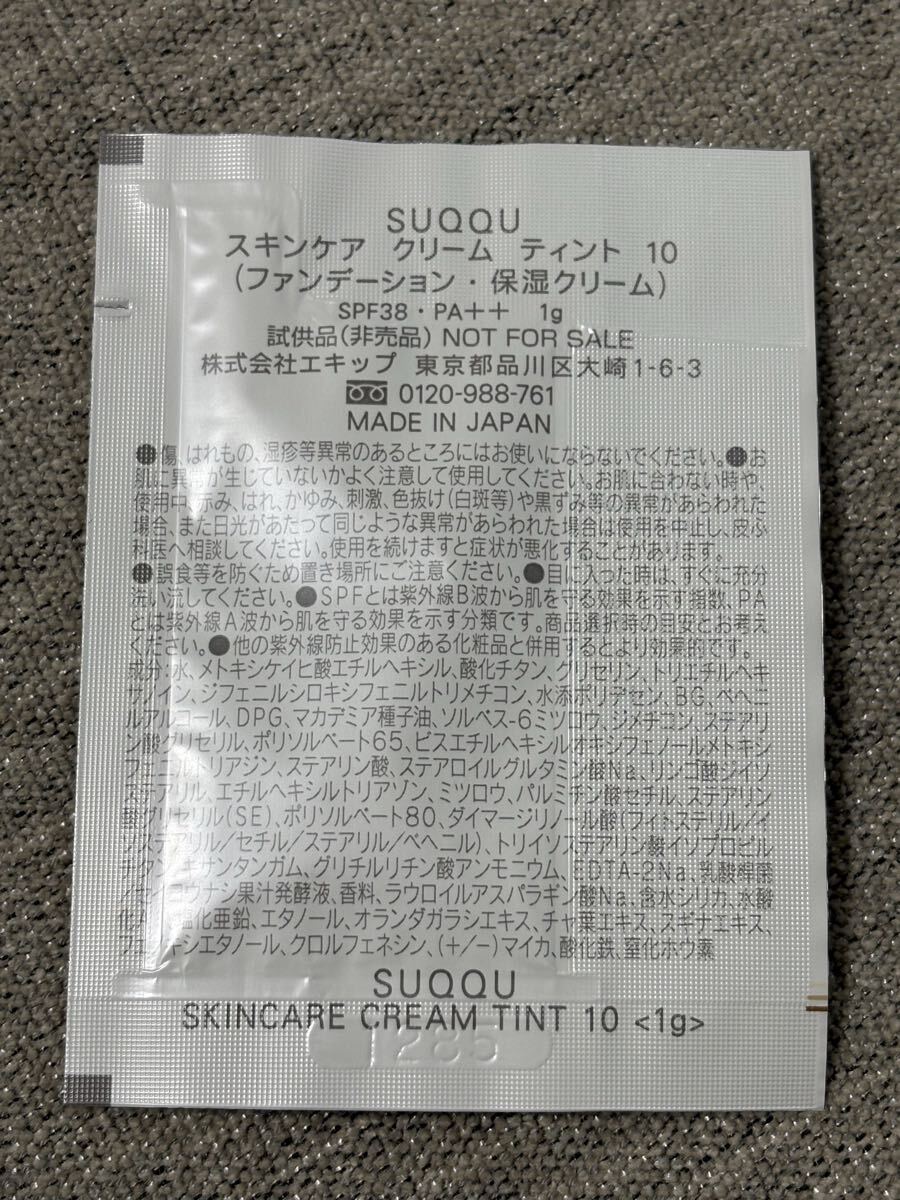 SUQQU
スキンケア クリーム ティント 10
(ファンデーション・保湿クリーム)
SPF38・PA++ 1g
試供品(非売品) NOT FOR SALE
株式会社エキップ 東京都品川区大崎1-6-3
0120-988-761
MADE IN JAPAN
●傷、はれもの、湿疹等異常のあるところにはお使いにならないでください。●お
肌に異常が生じていないかよく注意して使用してください。お肌に合わない時や、
使用中、赤み、はれ、かゆみ、刺激、色抜け(白斑等)や黒ずみ等の異常があらわれた
場合、また日光があたって同じような異常があらわれた場合は使用を中止し、皮ふ
科医へ相談してください。使用を続けますと症状が悪化することがあります。
●誤食等を防ぐため置き場所にご注意ください。●目に入った時は、すぐに充分
洗い流してください。●SPFとは紫外線B波から肌を守る効果を示す指数、PA
とは紫外線A波から肌を守る効果を示す分類です。商品選択時の目安とお考え
ください。●他の紫外線防止効果のある化粧品と併用するとより効果的です。
成分:水、メトキシケイヒ酸エチルヘキシル、酸化チタン、グリセリン、トリエチルヘキ
サノイン、ジフェニルシロキシフェニルトリメチコン、水添ポリデセン、BG、ベヘニ
ルアルコール、DPG、マカデミア種子油、ソルベス-6ミツロウ、ジメチコン、ステアリ
ン酸グリセリル、ポリソルベート65、ビスエチルヘキシルオキシフェノールメトキシ
フェニルトリアジン、ステアリン酸、ステアロイルグルタミン酸Na、リンゴ酸ジイソ
ステアリル、エチルヘキシルトリアゾン、ミツロウ、パルミチン酸セチル、ステアリン
酸グリセリル(SE)、ポリソルベート80、ダイマージリノール酸(フィトステリル/イ
ソステアリル/セチル/ステアリル/ベヘニル)、トリイソステアリン酸イソプロピル
チタン、キサンタンガム、グリチルリチン酸アンモニウム、EDTA-2Na、乳酸桿菌
/セイヨウナシ果汁発酵液、香料、ラウロイルアスパラギン酸Na、含水シリカ、水酸
化Al、塩化亜鉛、エタノール、オランダガラシエキス、チャ葉エキス、スギナエキス、
フェノキシエタノール、クロルフェネシン、(+/-)マイカ、酸化鉄、窒化ホウ素
SUQQU
SKINCARE CREAM TINT 10 <1g>
1285